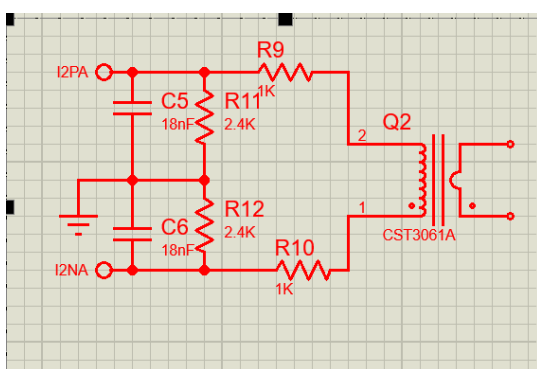 R9
I2PA
1K
C5
R11
18nF
2.4K
Q2
2
R12
C6
2.4K
18nF
1
CST3061A
R10
I2NA
1K